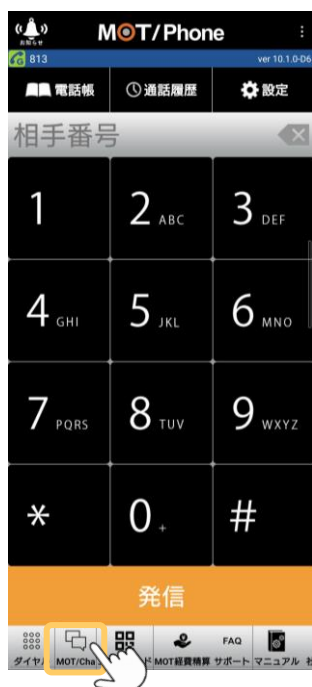 お知らせ
MOT/Phone
813
ver 10.1.0-D6
電話帳
通話履歴
設定
相手番号
1
2 ABC
3 DEF
4 GHI
5 JKL
6 MNO
7 PQRS
8 TUV
9 WXYZ
*
0 +
#
発信
FAQ
ダイヤ MOT/Cha ド MOT経費精算 サポート マニュアル